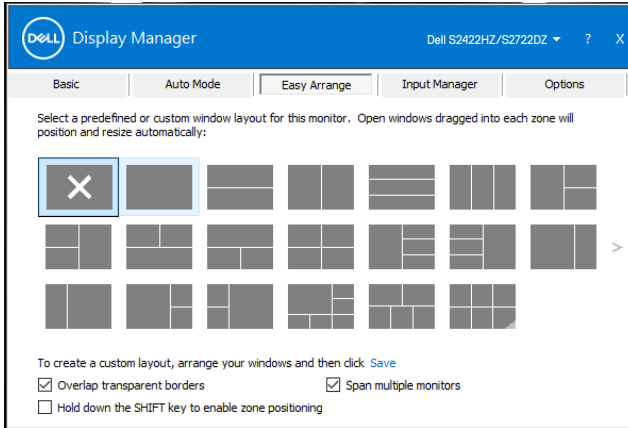 DELL Display Manager Dell S2422HZ/S2722DZ ? X
Basic Auto Mode Easy Arrange Input Manager Options
Select a predefined or custom window layout for this monitor. Open windows dragged into each zone will
position and resize automatically:
To create a custom layout, arrange your windows and then click Save
Overlap transparent borders Span multiple monitors
Hold down the SHIFT key to enable zone positioning